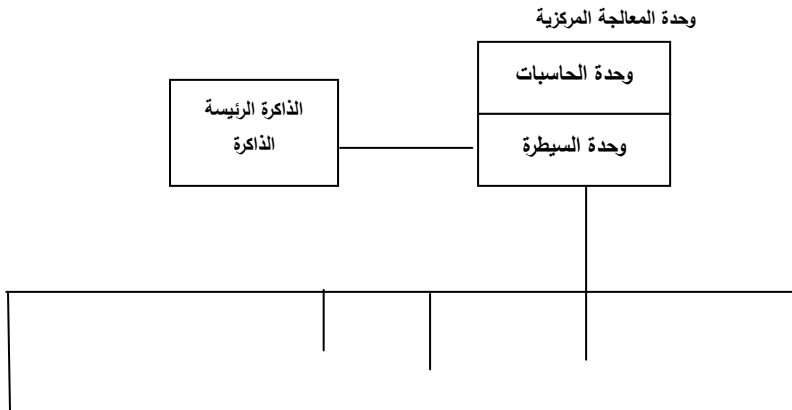 وحدة المعالجة المركزية
وحدة الحاسبات
الذاكرة الرئيسة
الذاكرة
وحدة السيطرة